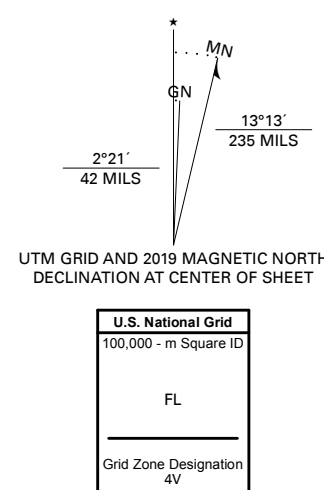 ★
MN
GN
13°13´
235 MILS
2°21´
42 MILS
UTM GRID AND 2019 MAGNETIC NORTH
DECLINATION AT CENTER OF SHEET
U.S. National Grid
100,000 - m Square ID
FL
Grid Zone Designation
4V